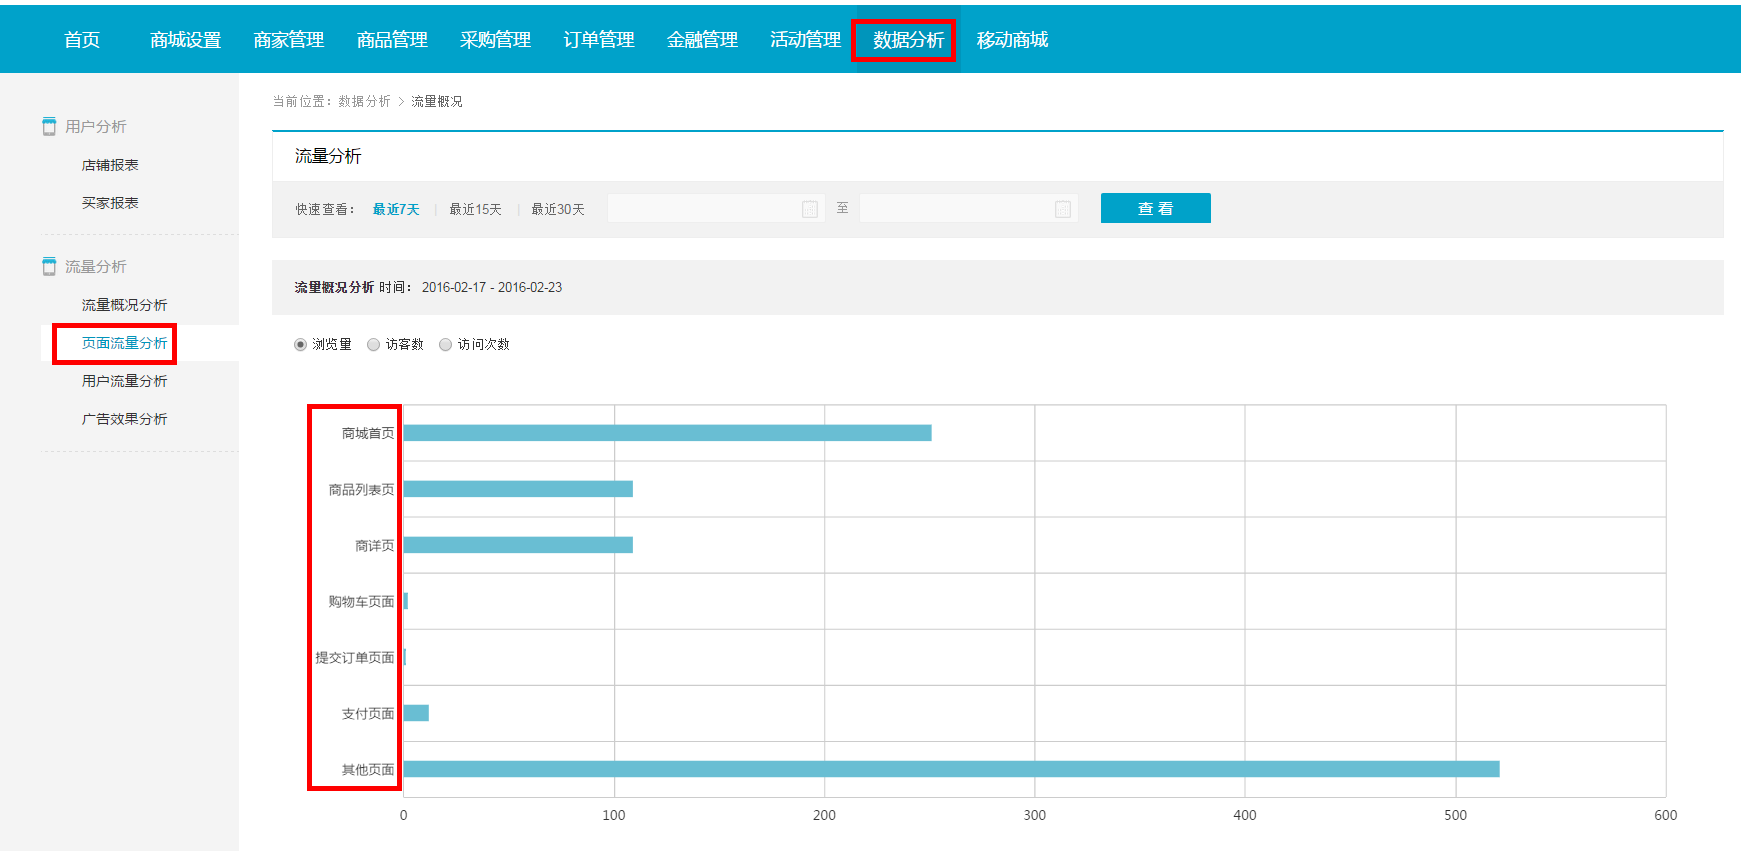 首页 商城设置 商家管理 商品管理 采购管理 订单管理 金融管理 活动管理 数据分析 移动商城
当前位置：数据分析 > 流量概况
用户分析
店铺报表
买家报表
流量分析
流量概况分析
页面流量分析
用户流量分析
广告效果分析
流量分析
快速查看： 最近7天 | 最近15天 | 最近30天 至 查 看
流量概况分析 时间： 2016-02-17 - 2016-02-23
浏览量 访客数 访问次数
商城首页
商品列表页
商详页
购物车页面
提交订单页面
支付页面
其他页面
0 100 200 300 400 500 600